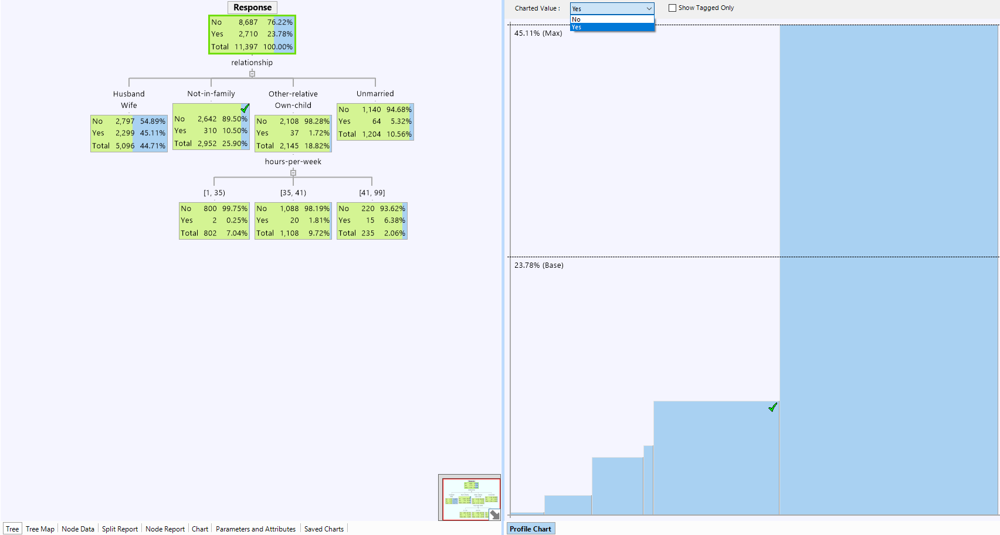 Response
No 8,687 76.22%
Yes 2,710 23.78%
Total 11,397 100.00%
relationship
Husband
Wife
No 2,797 54.89%
Yes 2,299 45.11%
Total 5,096 44.71%
Not-in-family
No 2,642 89.50%
Yes 310 10.50%
Total 2,952 25.90%
Other-relative
Own-child
No 2,108 98.28%
Yes 37 1.72%
Total 2,145 18.82%
Unmarried
No 1,140 94.68%
Yes 64 5.32%
Total 1,204 10.56%
hours-per-week
[1, 35)
No 800 99.75%
Yes 2 0.25%
Total 802 7.04%
[35, 41)
No 1,088 98.19%
Yes 20 1.81%
Total 1,108 9.72%
[41, 99]
No 220 93.62%
Yes 15 6.38%
Total 235 2.06%
Tree Tree Map Node Data Split Report Node Report Chart Parameters and Attributes Saved Charts
Charted Value : Yes Show Tagged Only
No
Yes
45.11% (Max)
23.78% (Base)
Profile Chart